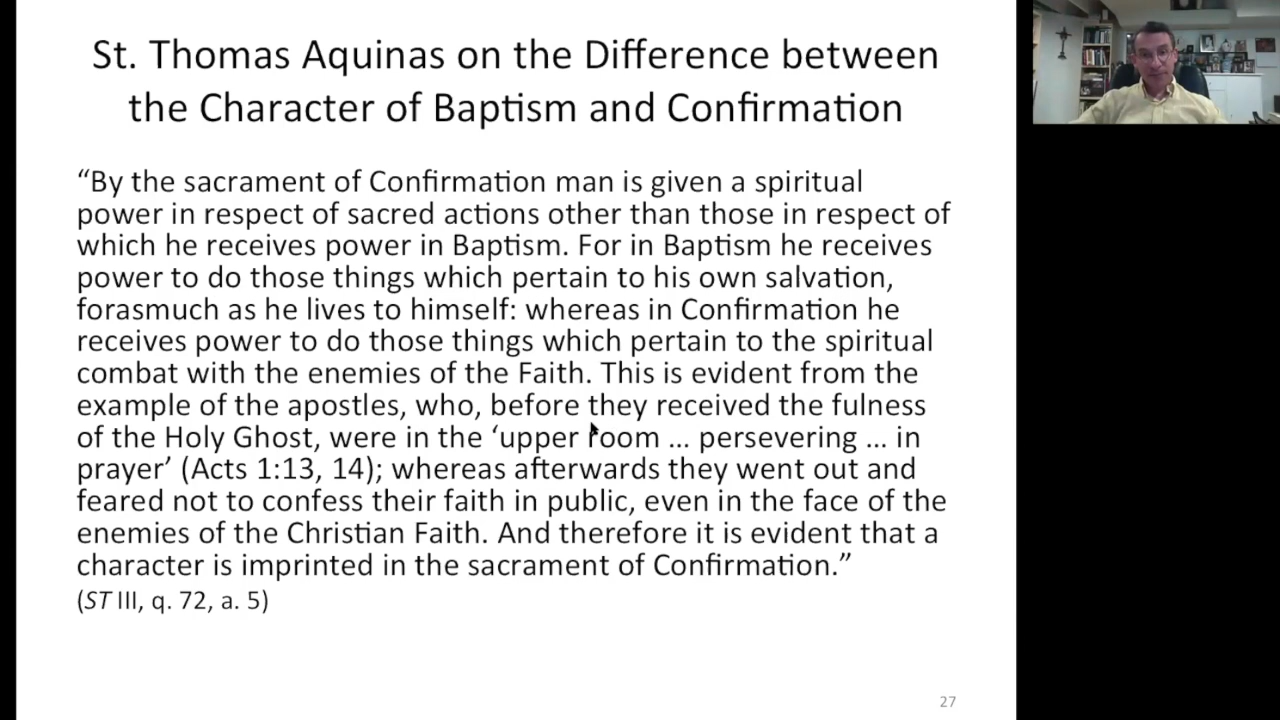 St. Thomas Aquinas on the Difference between
the Character of Baptism and Confirmation
“By the sacrament of Confirmation man is given a spiritual
power in respect of sacred actions other than those in respect of
which he receives power in Baptism. For in Baptism he receives
power to do those things which pertain to his own salvation,
forasmuch as he lives to himself: whereas in Confirmation he
receives power to do those things which pertain to the spiritual
combat with the enemies of the Faith. This is evident from the
example of the apostles, who, before they received the fulness
of the Holy Ghost, were in the ‘upper room ... persevering ... in
prayer’ (Acts 1:13, 14); whereas afterwards they went out and
feared not to confess their faith in public, even in the face of the
enemies of the Christian Faith. And therefore it is evident that a
character is imprinted in the sacrament of Confirmation.”
(ST III, q. 72, a. 5)
27